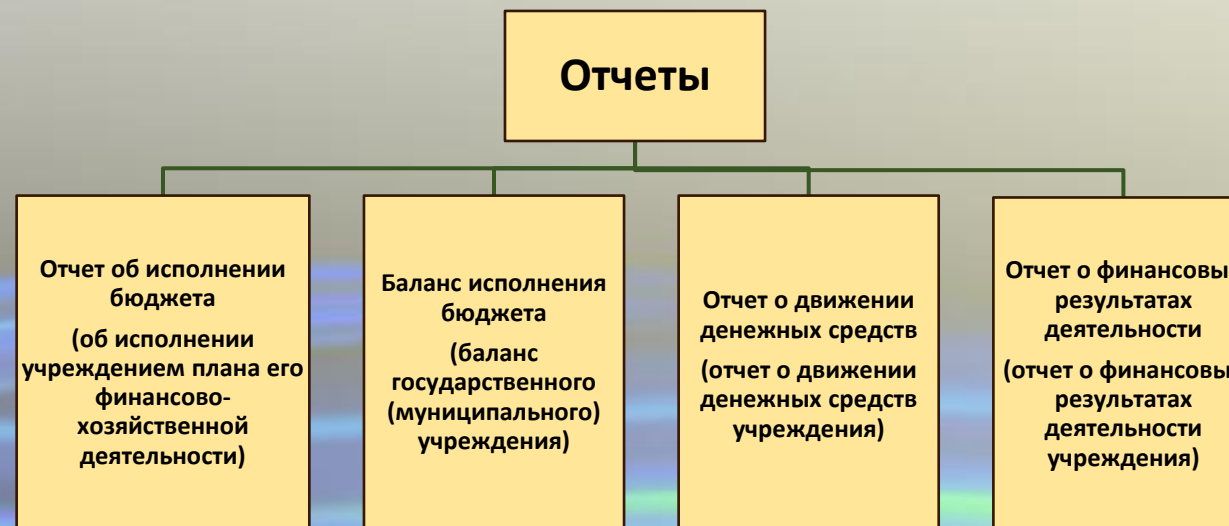 Отчеты
Отчет об исполнении
бюджета
(об исполнении
учреждением плана его
финансово-
хозяйственной
деятельности)
Баланс исполнения
бюджета
(баланс
государственного
(муниципального)
учреждения)
Отчет о движении
денежных средств
(отчет о движении
денежных средств
учреждения)
Отчет о финансовы
результатах
деятельности
(отчет о финансовы
результатах
деятельности
учреждения)